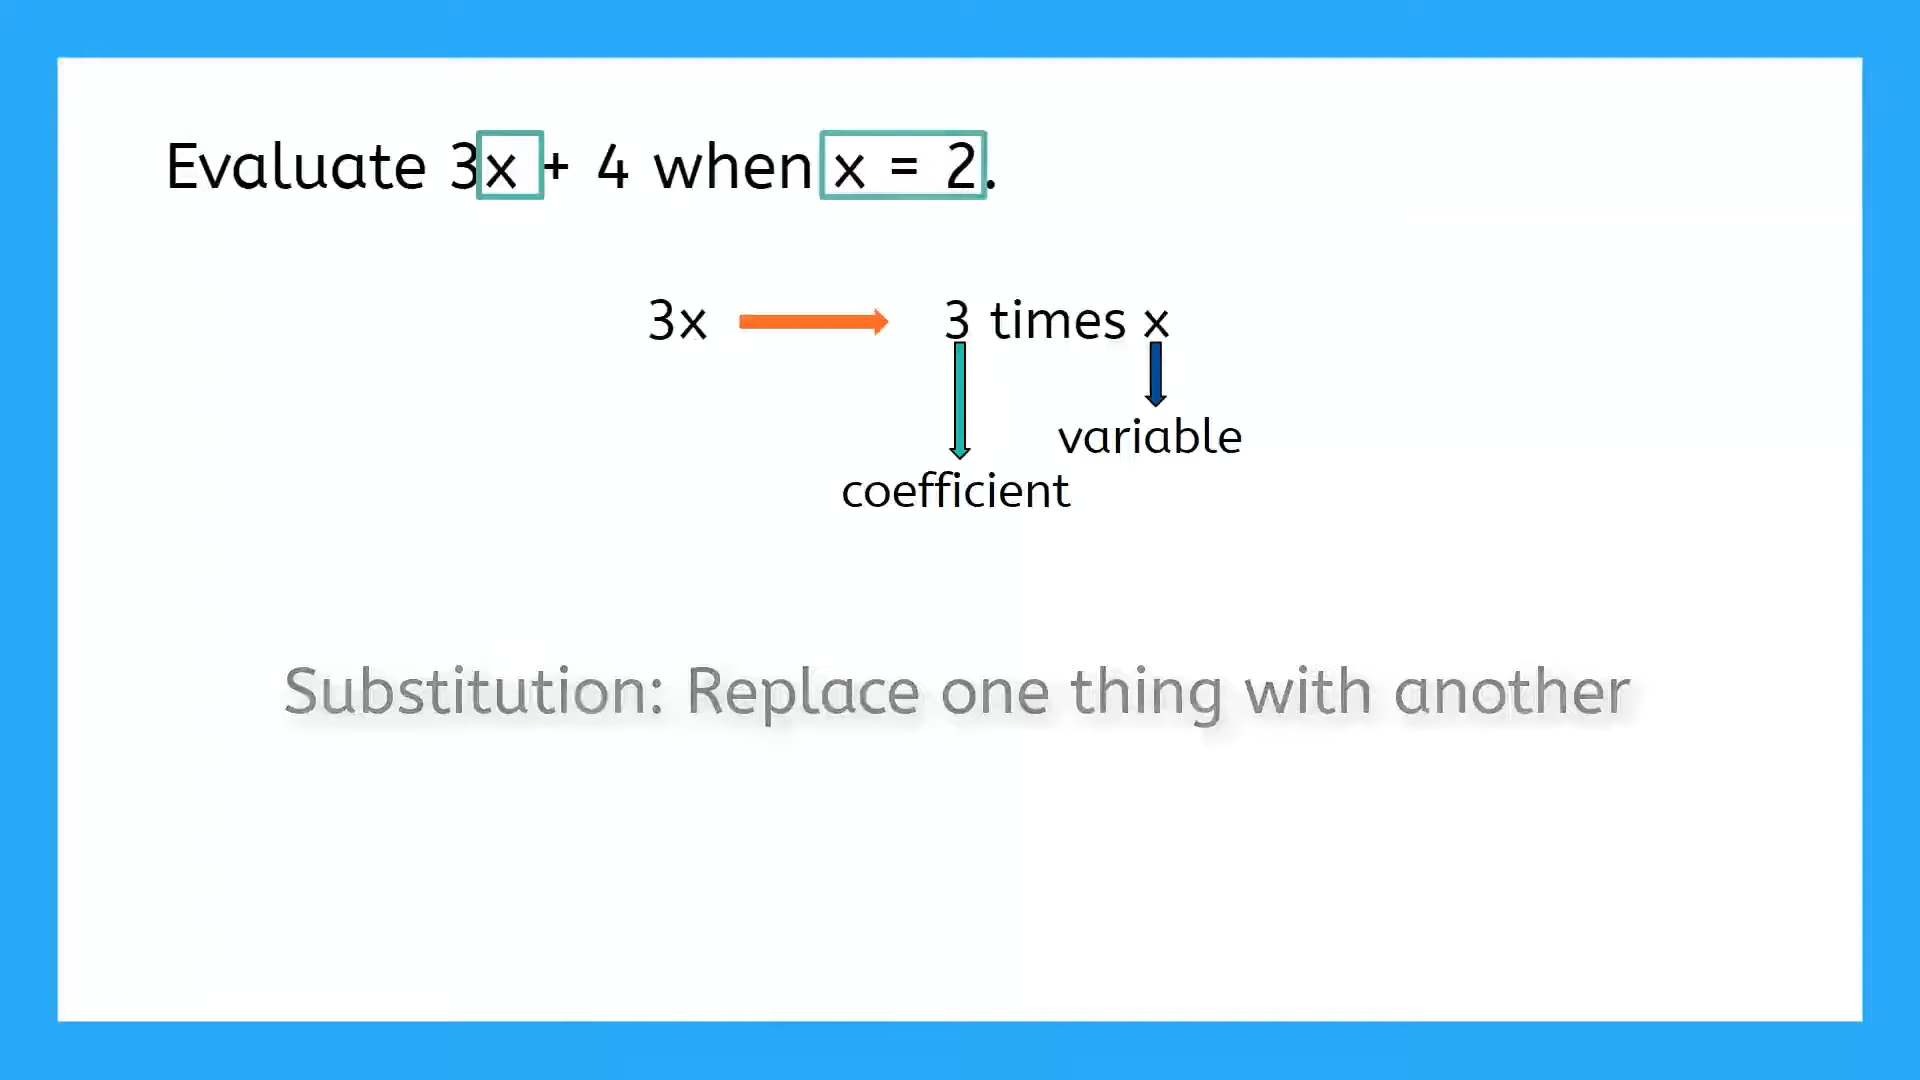 Evaluate 3x + 4 when x = 2.
3x 3 times x
variable
coefficient
Substitution: Replace one thing with another